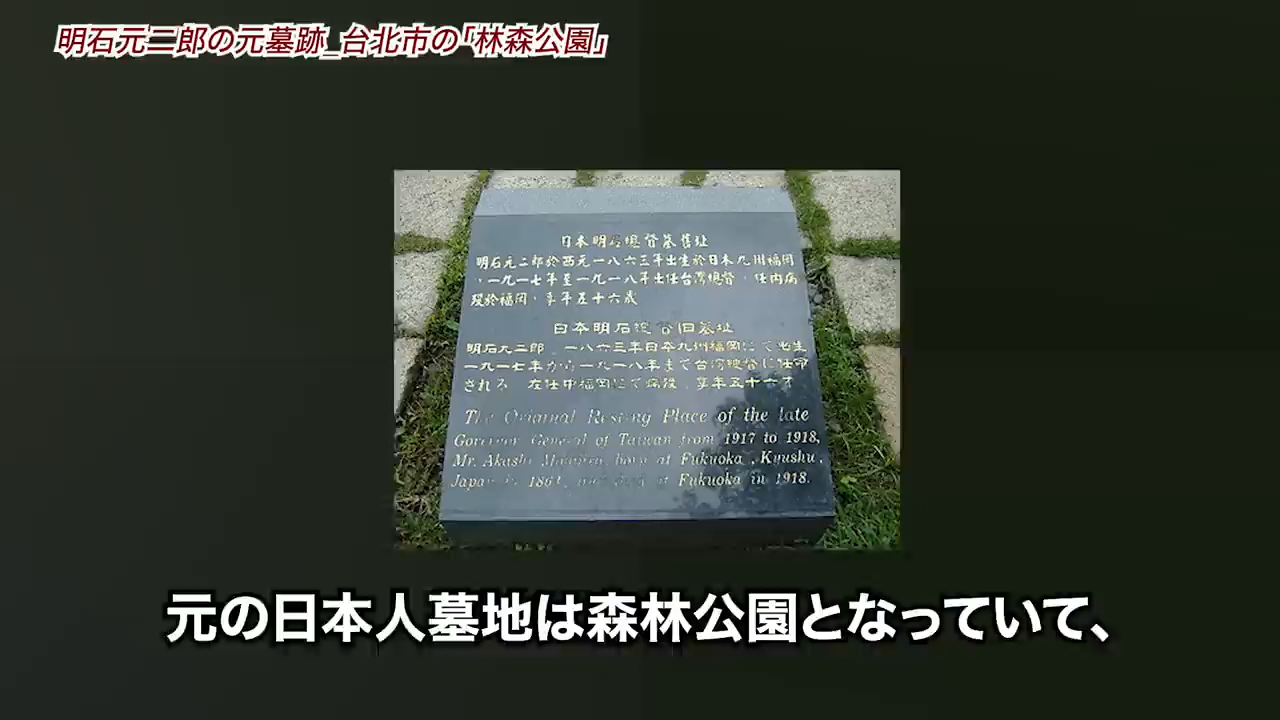 明石元二郎の元墓跡_台北市の「林森公園」
日本明石總督墓舊址
明石元二郎於西元一八六三年出生於日本九州福岡
，一九一七年至一九一八年出任台灣總督，任內病
歿於福岡，享年五十六歲
日本明石総督旧墓址
明石元二郎、一八六三年日本九州福岡にて出生
一九一七年から一九一八年まで台湾総督に任命
される 在任中福岡にて病歿、享年五十六才
The Original Resting Place of the late
Governor General of Taiwan from 1917 to 1918,
Mr. Akashi born at Fukuoka, Kyushu,
Japan in 186 and died at Fukuoka in 1918.
元の日本人墓地は森林公園となっていて、